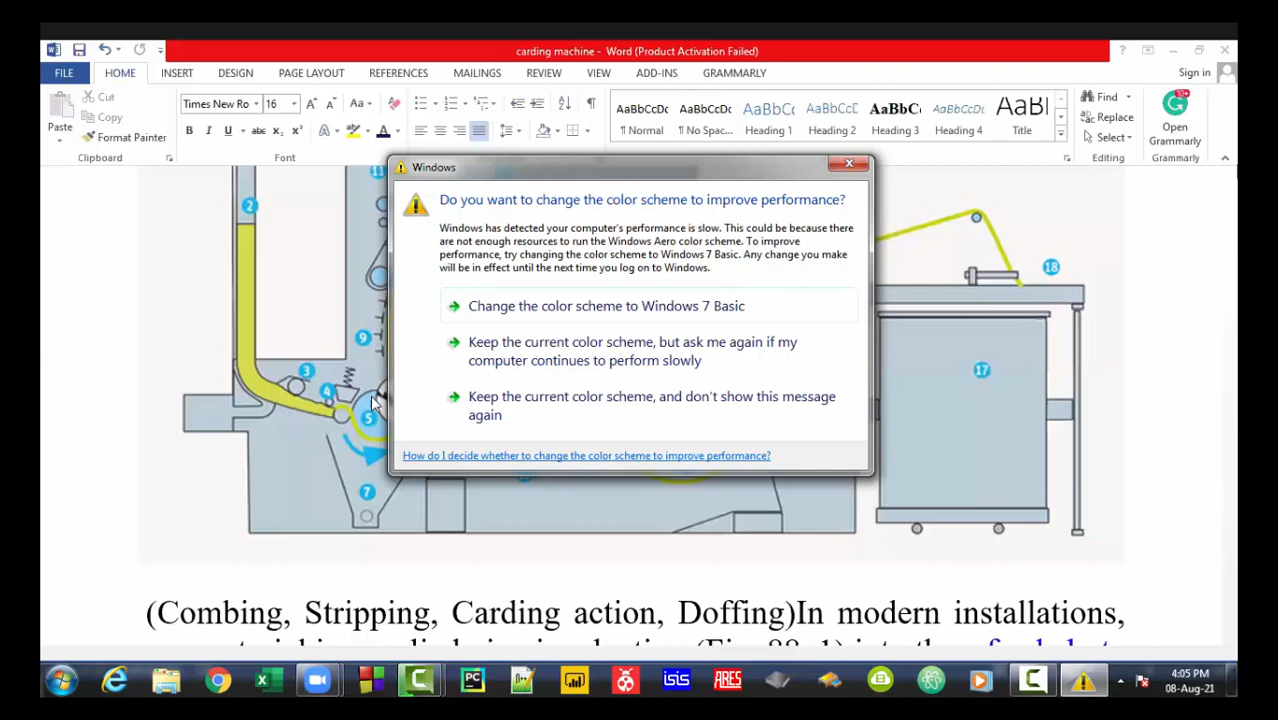 carding machine - Word (Product Activation Failed)
FILE HOME INSERT DESIGN PAGE LAYOUT REFERENCES MAILINGS REVIEW VIEW ADD-INS GRAMMARLY Sign in
Paste
Cut
Copy
Format Painter
Clipboard
Times New Ro 16
Font
AaBbCcDc AaBbCcDc AaBbC AaBbCcL AaBbC AaBbCcDc AaBI
¶ Normal ¶ No Spac... Heading 1 Heading 2 Heading 3 Heading 4 Title
Find
Replace
Select
Editing
10+
Open
Grammarly
Grammarly
Windows
Do you want to change the color scheme to improve performance?
Windows has detected your computer's performance is slow. This could be because there
are not enough resources to run the Windows Aero color scheme. To improve
performance, try changing the color scheme to Windows 7 Basic. Any change you make
will be in effect until the next time you log on to Windows.
Change the color scheme to Windows 7 Basic
Keep the current color scheme, but ask me again if my
computer continues to perform slowly
Keep the current color scheme, and don't show this message
again
How do I decide whether to change the color scheme to improve performance?
11
2
18
9
3
17
4
5
7
(Combing, Stripping, Carding action, Doffing)In modern installations,
isis ARES
4:05 PM
08-Aug-21